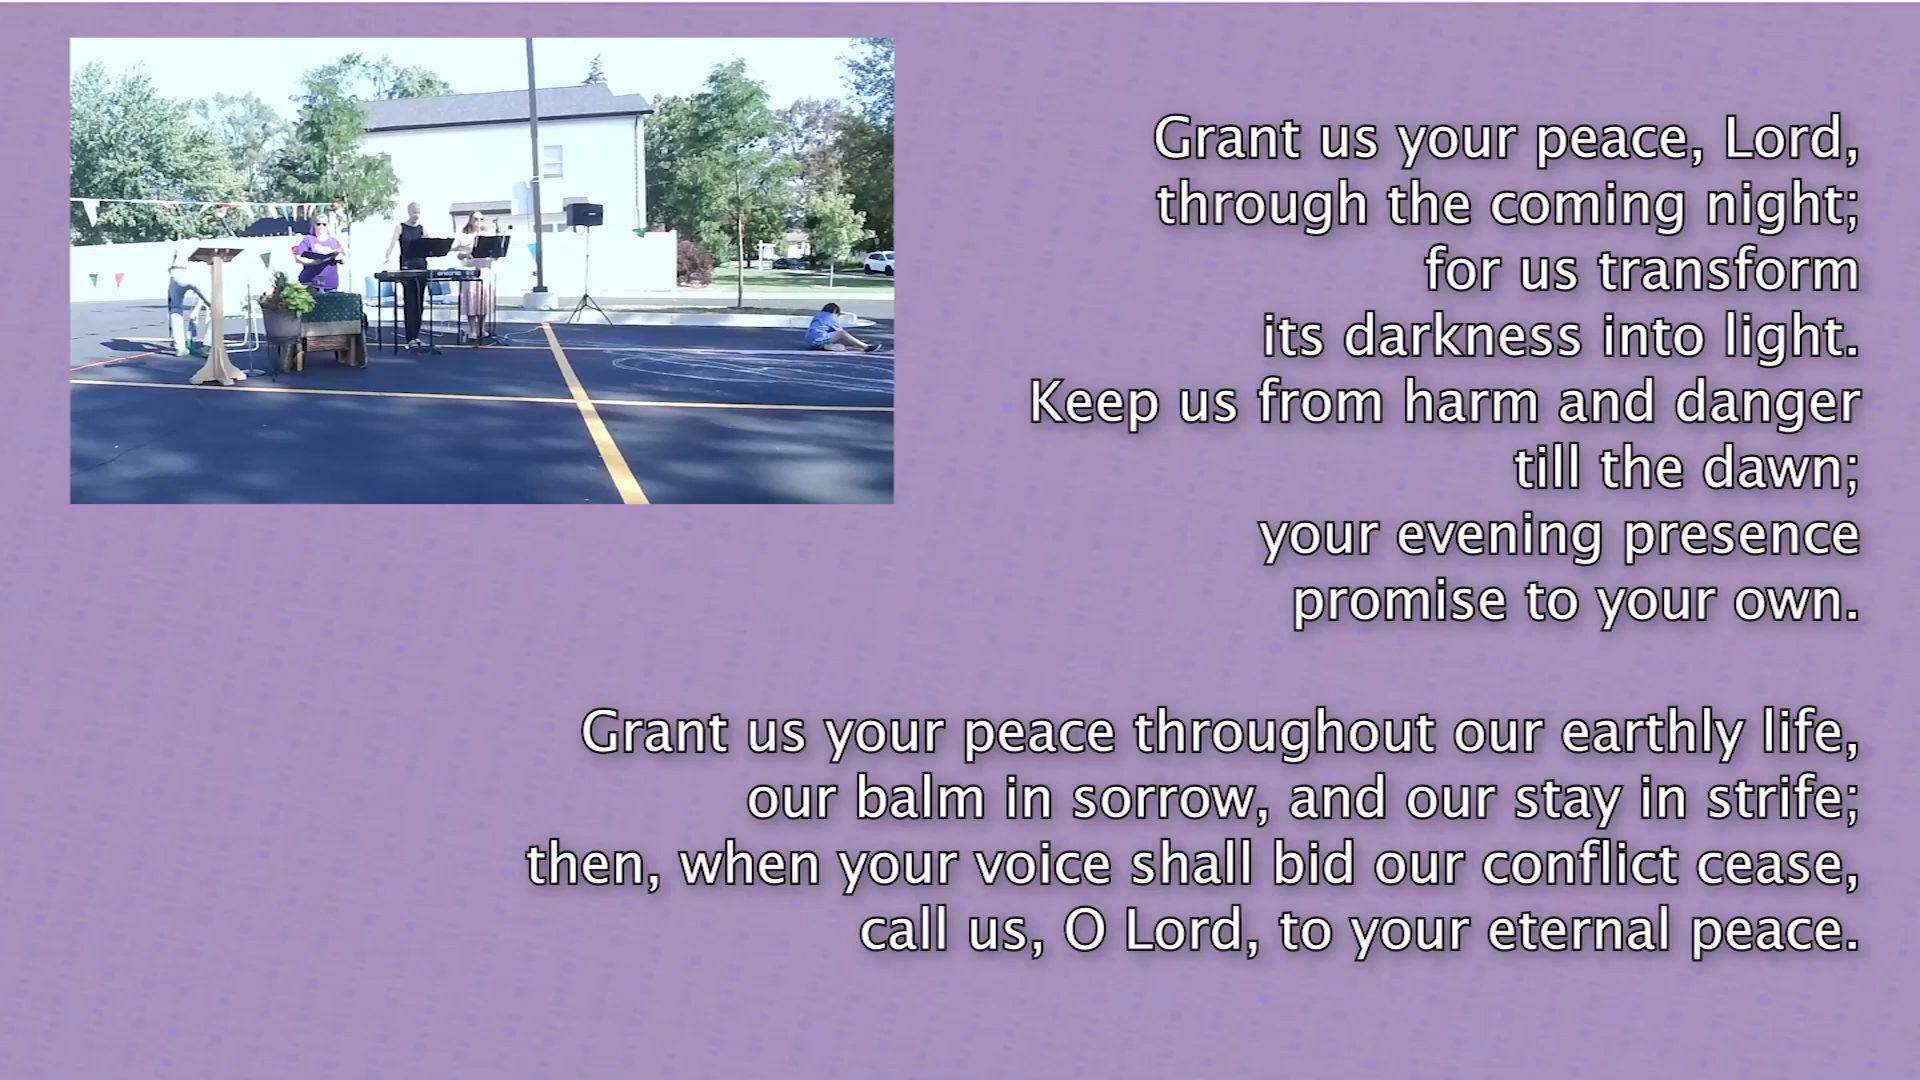 Grant us your peace, Lord,
through the coming night;
for us transform
its darkness into light.
Keep us from harm and danger
till the dawn;
your evening presence
promise to your own.
Grant us your peace throughout our earthly life,
our balm in sorrow, and our stay in strife;
then, when your voice shall bid our conflict cease,
call us, O Lord, to your eternal peace.